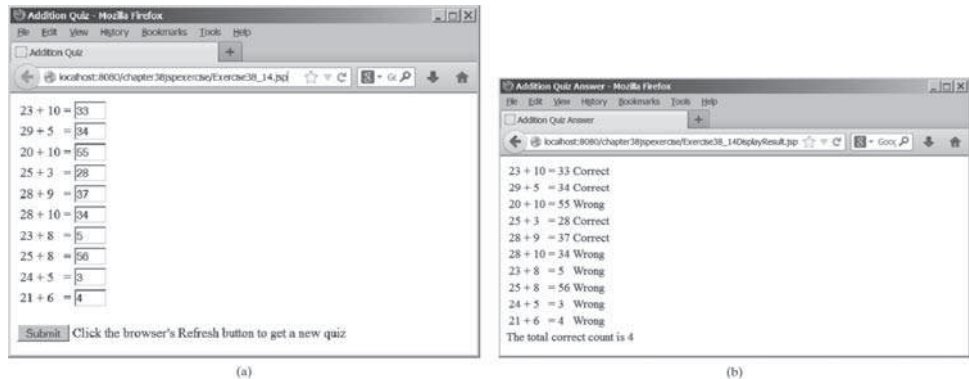 Addition Quiz - Mozilla Firefox
File Edit View History Bookmarks Tools Help
Addition Quiz
localhost:8080/chapter38jspexercise/Exercise38_14.jsp
23 + 10 = 33
29 + 5 = 34
20 + 10 = 55
25 + 3 = 28
28 + 9 = 37
28 + 10 = 34
23 + 8 = 5
25 + 8 = 56
24 + 5 = 3
21 + 6 = 4
Submit Click the browser's Refresh button to get a new quiz
(a)
Addition Quiz Answer - Mozilla Firefox
File Edit View History Bookmarks Tools Help
Addition Quiz Answer
localhost:8080/chapter38jspexercise/Exercise38_14DisplayResult.jsp
23 + 10 = 33 Correct
29 + 5 = 34 Correct
20 + 10 = 55 Wrong
25 + 3 = 28 Correct
28 + 9 = 37 Correct
28 + 10 = 34 Wrong
23 + 8 = 5 Wrong
25 + 8 = 56 Wrong
24 + 5 = 3 Wrong
21 + 6 = 4 Wrong
The total correct count is 4
(b)